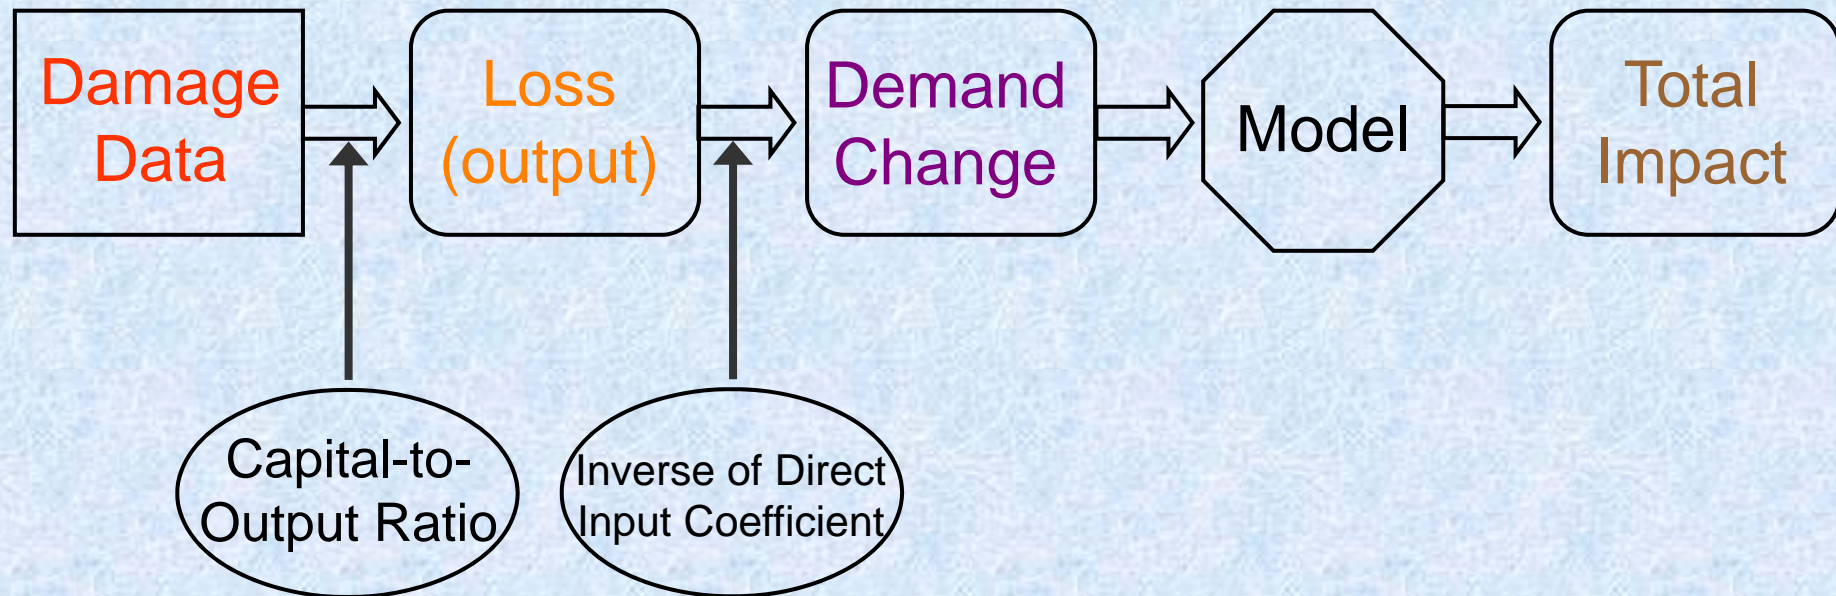 Damage
Data
Loss
(output)
Demand
Change
Model
Total
Impact
Capital-to-
Output Ratio
Inverse of Direct
Input Coefficient